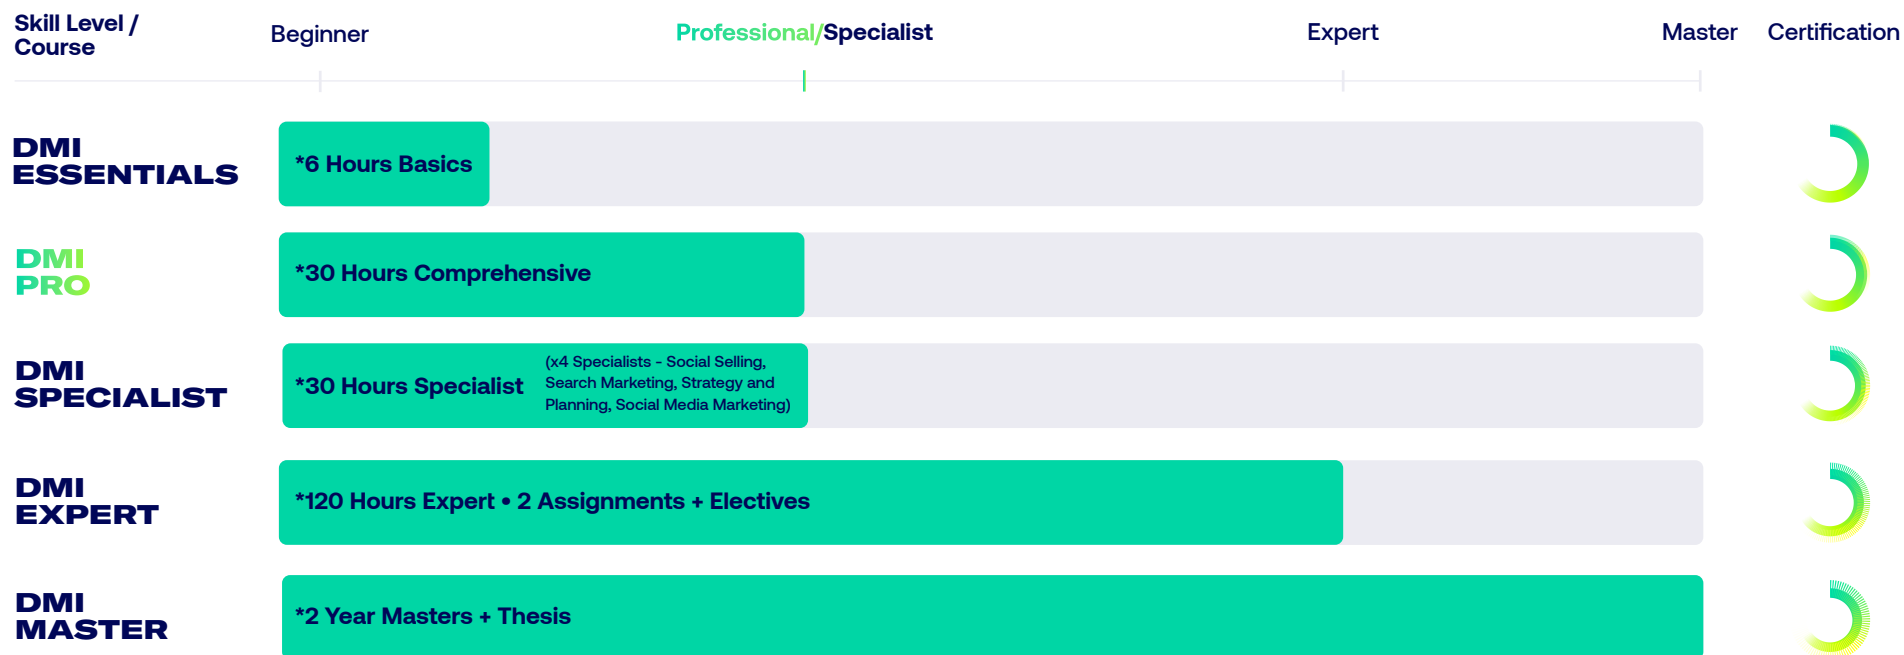 Skill Level /
Course
Beginner
Professional/Specialist
Expert
Master
Certification
DMI
ESSENTIALS
*6 Hours Basics
DMI
PRO
*30 Hours Comprehensive
DMI
SPECIALIST
*30 Hours Specialist
(x4 Specialists - Social Selling,
Search Marketing, Strategy and
Planning, Social Media Marketing)
DMI
EXPERT
*120 Hours Expert • 2 Assignments + Electives
DMI
MASTER
*2 Year Masters + Thesis